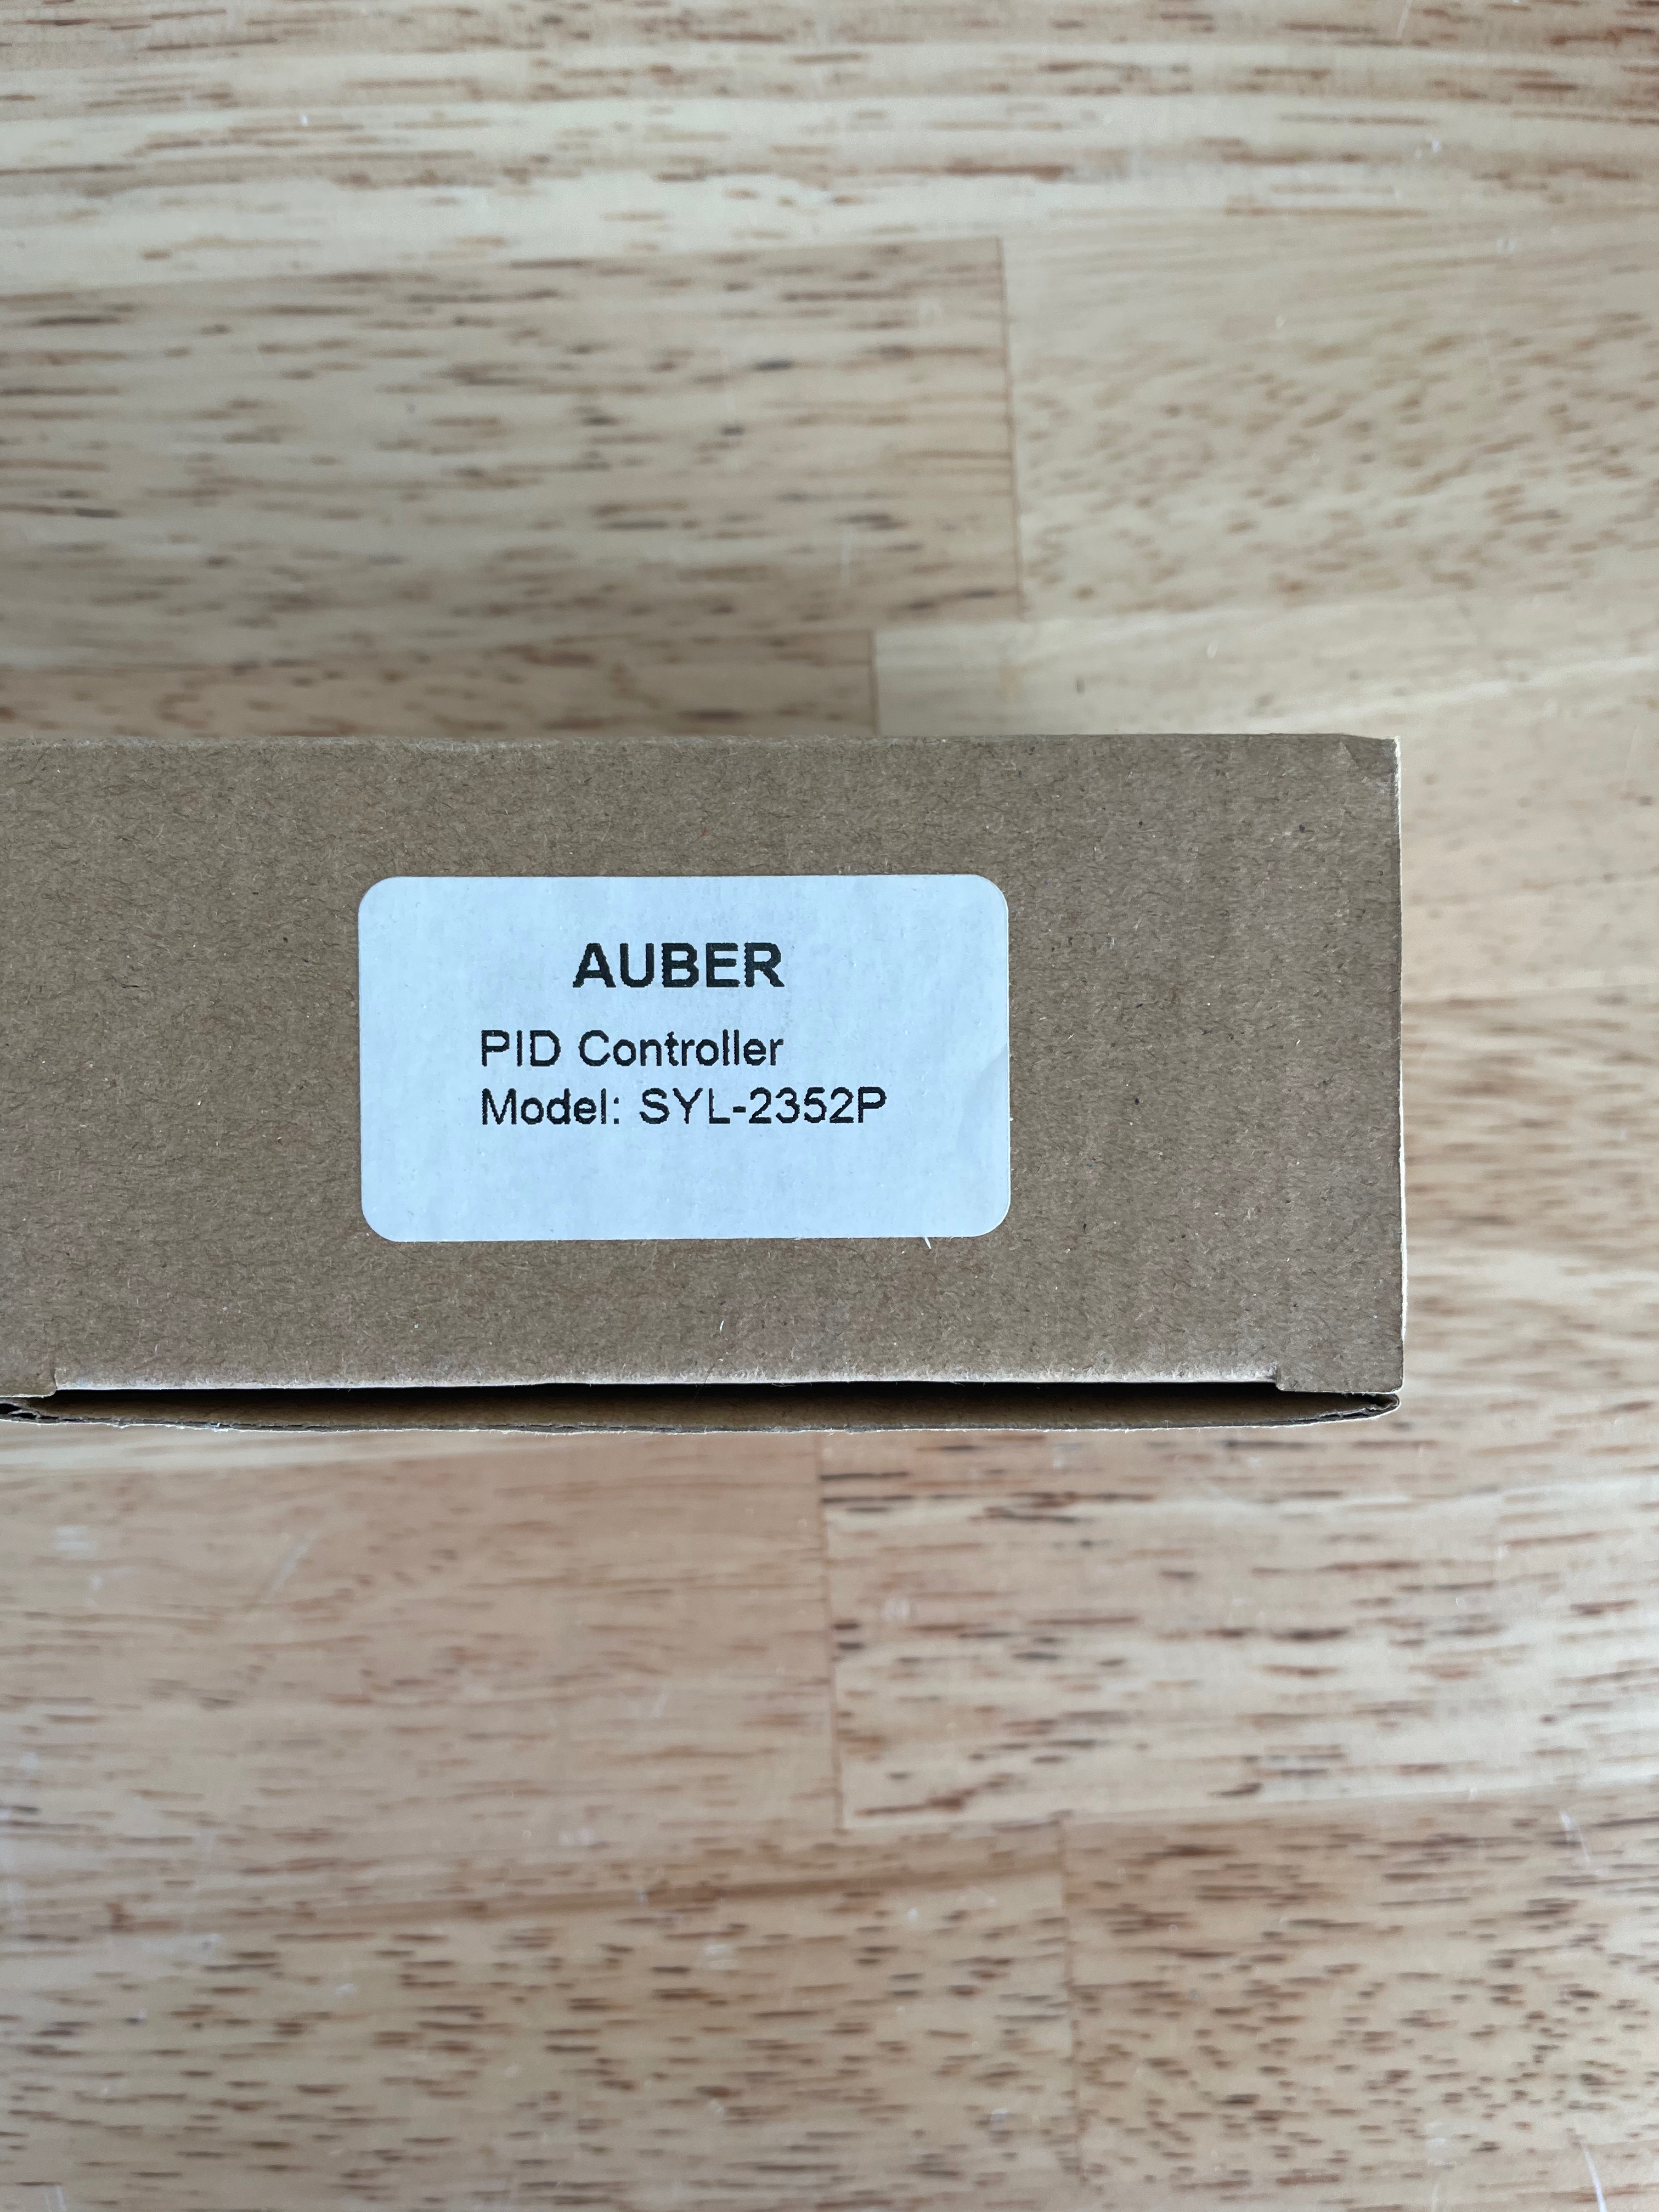 AUBER
PID Controller
Model: SYL-2352P